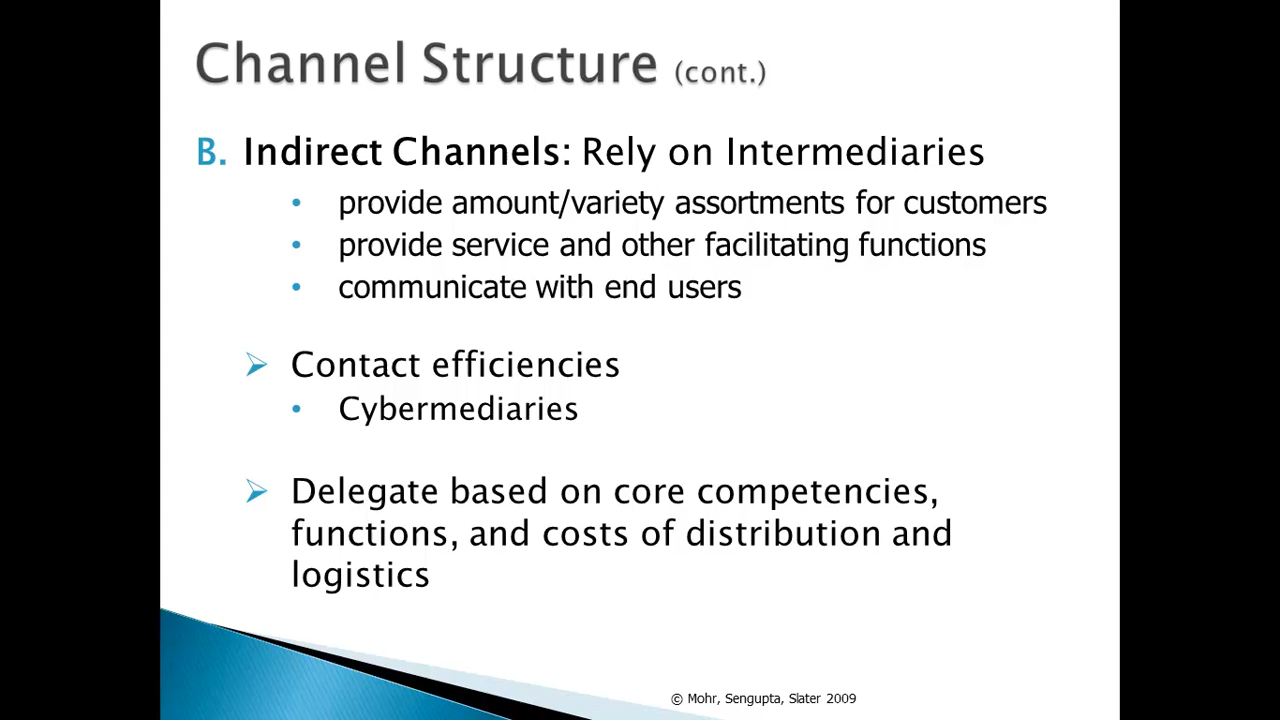 Channel Structure (cont.)
B. Indirect Channels: Rely on Intermediaries
• provide amount/variety assortments for customers
• provide service and other facilitating functions
• communicate with end users
➢ Contact efficiencies
• Cybermediaries
➢ Delegate based on core competencies,
functions, and costs of distribution and
logistics
© Mohr, Sengupta, Slater 2009